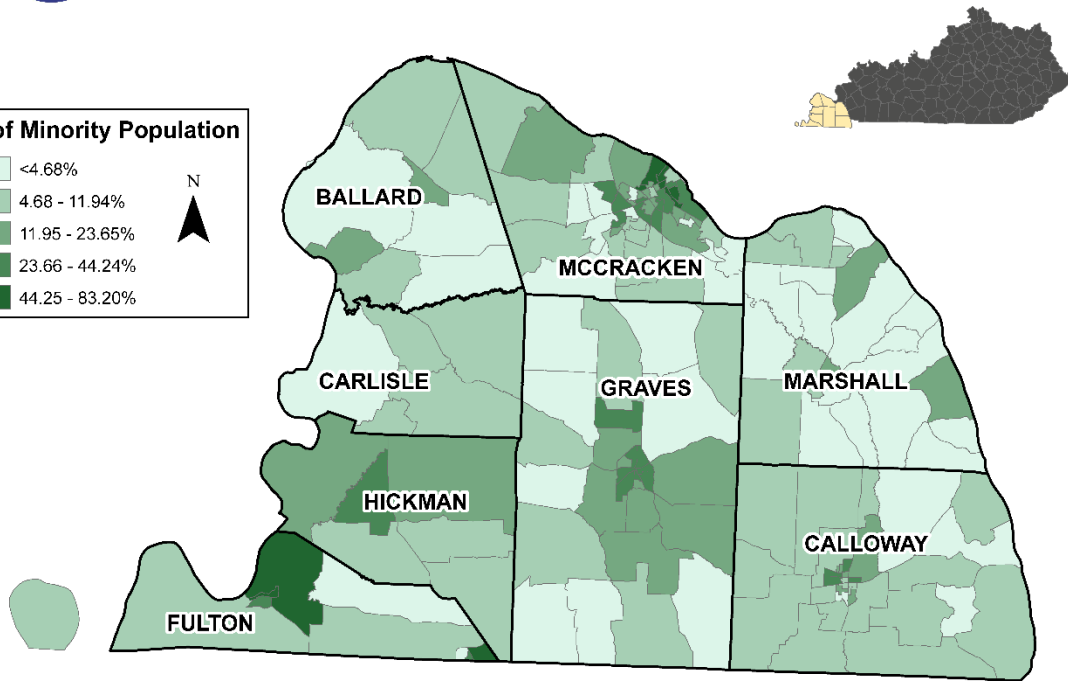 of Minority Population
<4.68%
4.68 - 11.94%
11.95 - 23.65%
23.66 - 44.24%
44.25 - 83.20%
N
BALLARD
MCCRACKEN
CARLISLE
GRAVES
MARSHALL
HICKMAN
CALLOWAY
FULTON